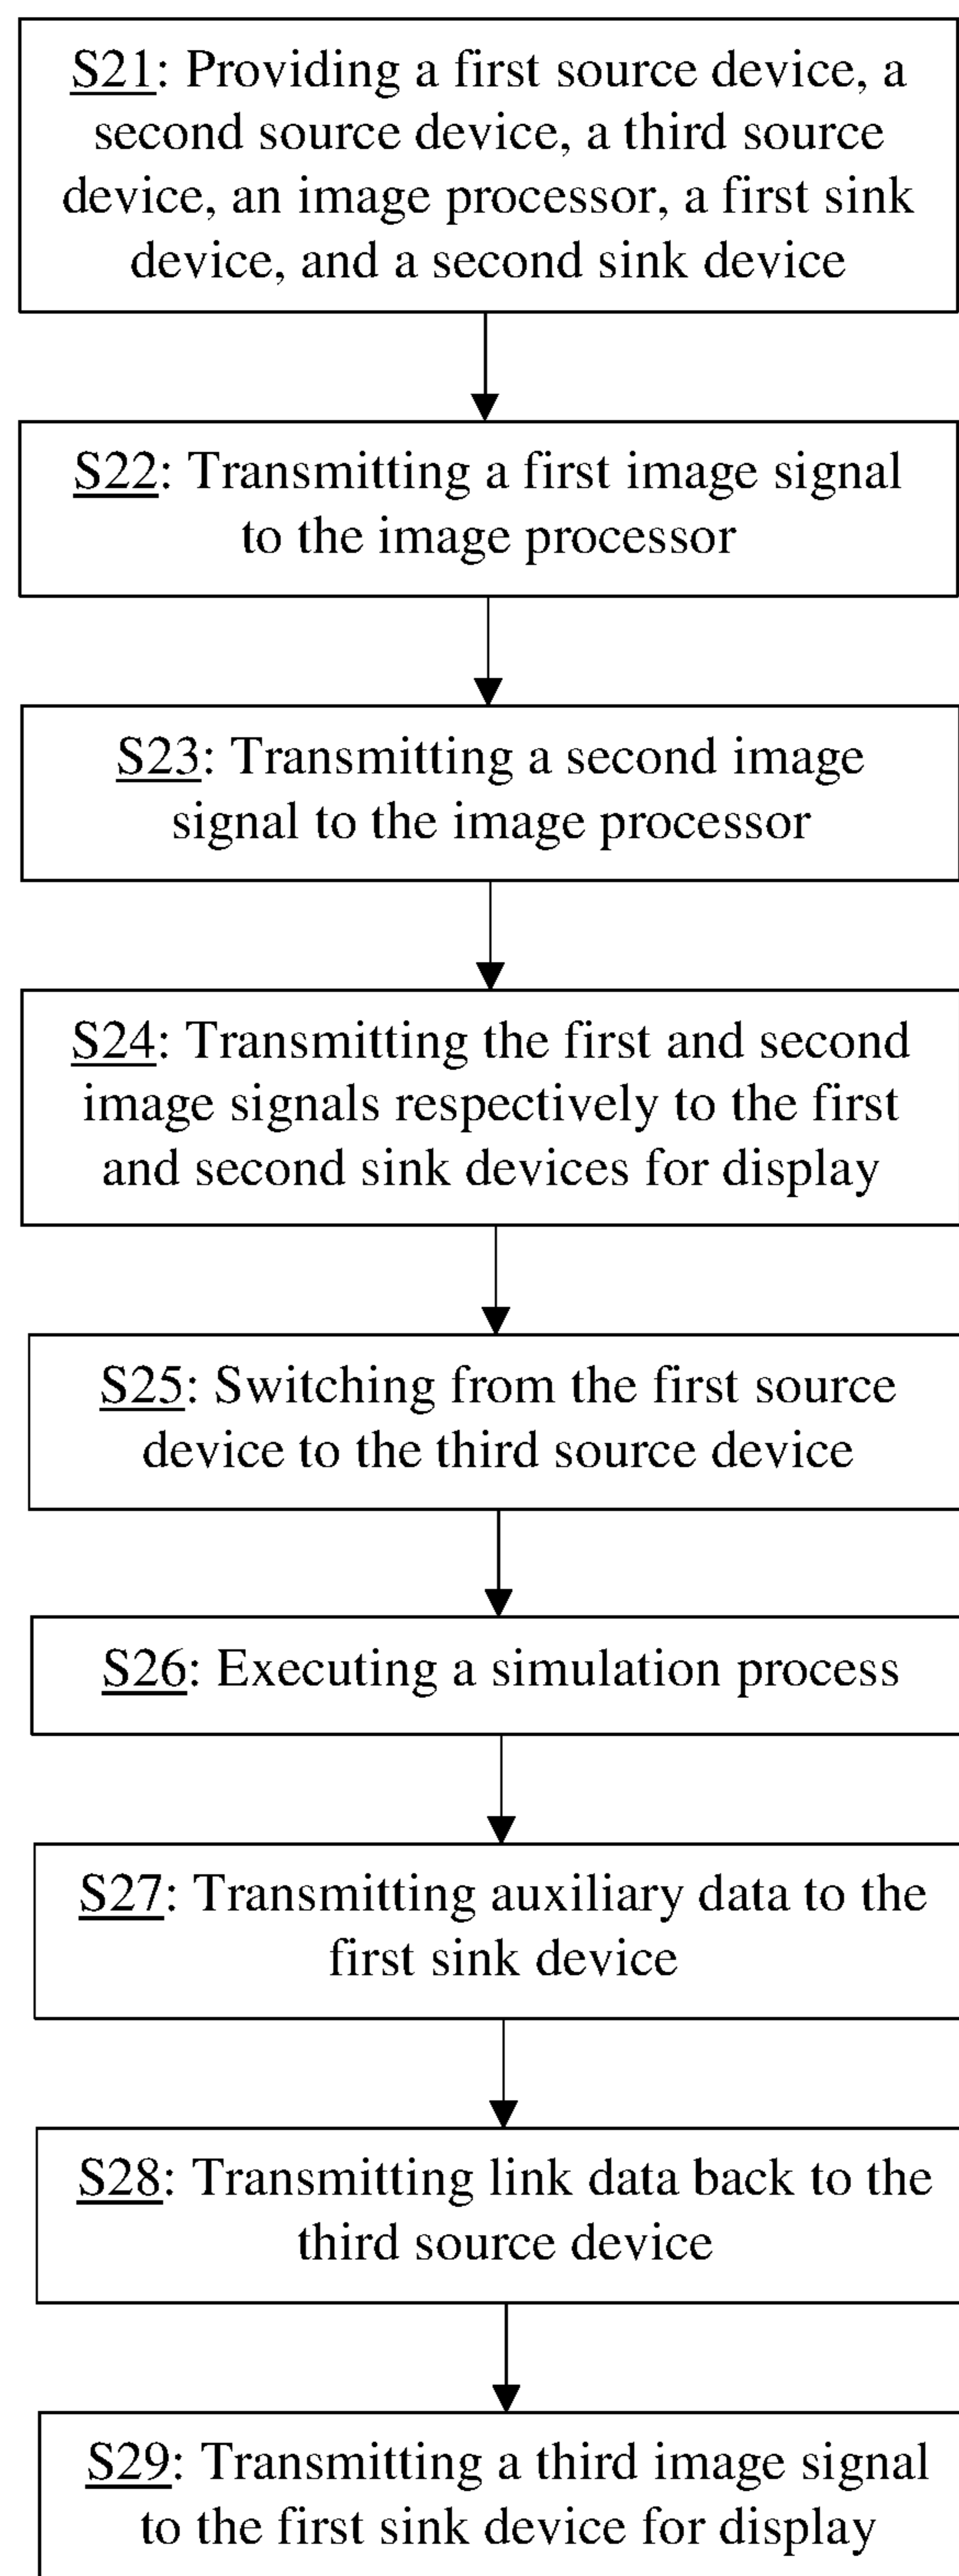 S21: Providing a first source device, a
second source device, a third source
device, an image processor, a first sink
device, and a second sink device
S22: Transmitting a first image signal
to the image processor
S23: Transmitting a second image
signal to the image processor
S24: Transmitting the first and second
image signals respectively to the first
and second sink devices for display
S25: Switching from the first source
device to the third source device
S26: Executing a simulation process
S27: Transmitting auxiliary data to the
first sink device
S28: Transmitting link data back to the
third source device
S29: Transmitting a third image signal
to the first sink device for display